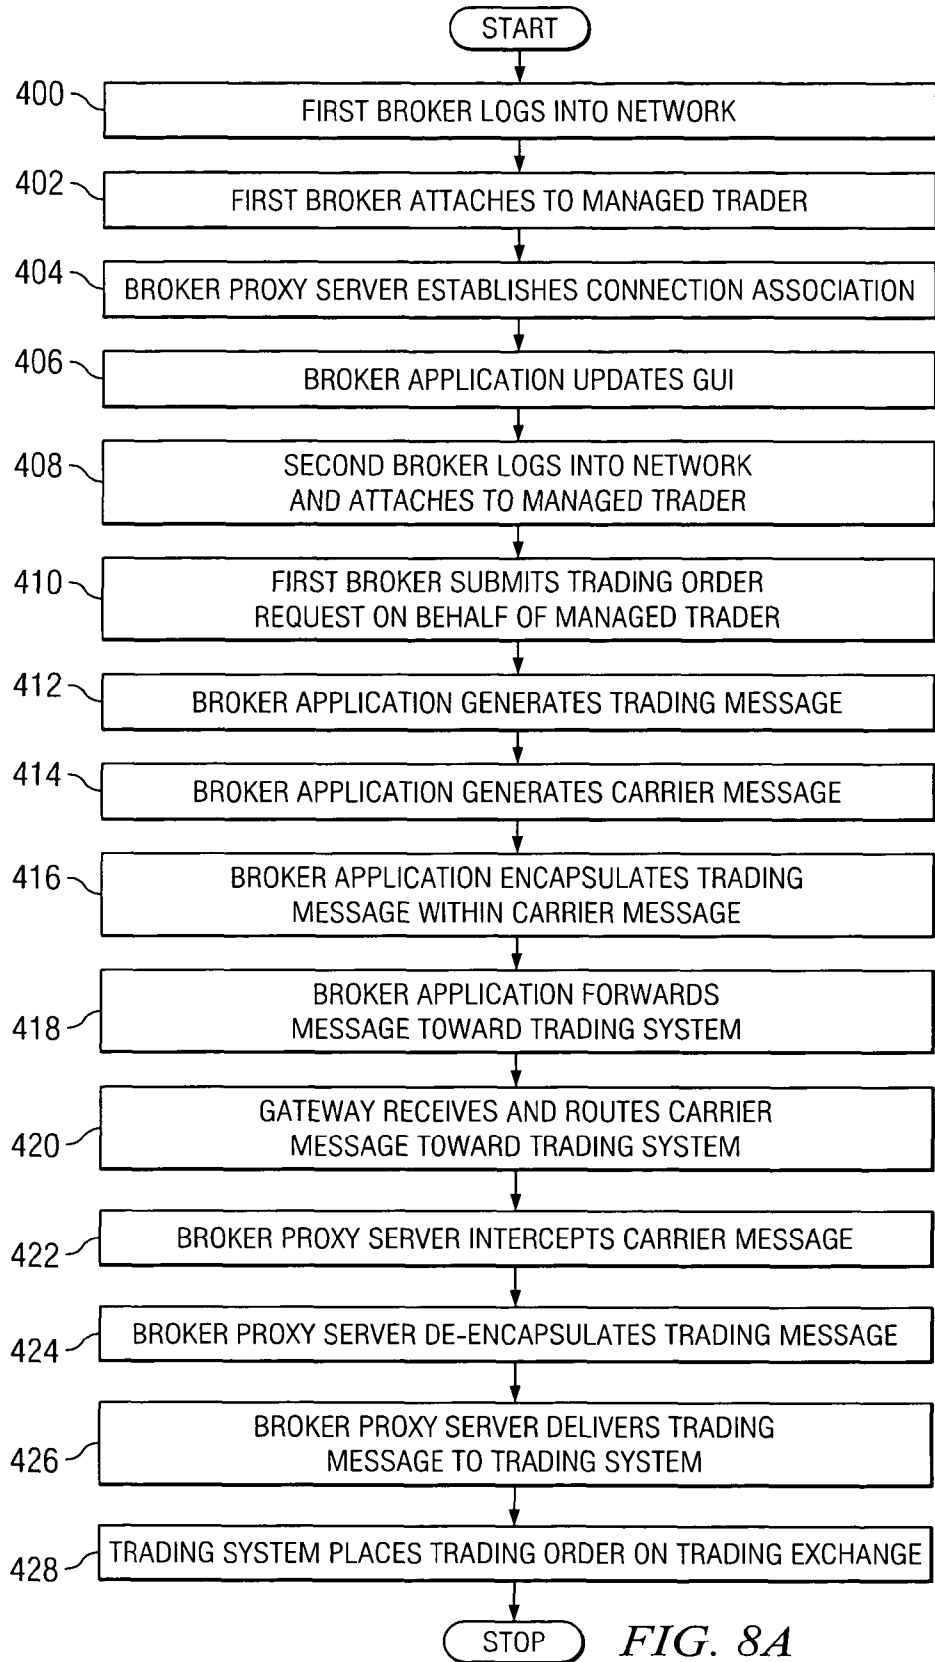 START
400
FIRST BROKER LOGS INTO NETWORK
402
FIRST BROKER ATTACHES TO MANAGED TRADER
404
BROKER PROXY SERVER ESTABLISHES CONNECTION ASSOCIATION
406
BROKER APPLICATION UPDATES GUI
408
SECOND BROKER LOGS INTO NETWORK
AND ATTACHES TO MANAGED TRADER
410
FIRST BROKER SUBMITS TRADING ORDER
REQUEST ON BEHALF OF MANAGED TRADER
412
BROKER APPLICATION GENERATES TRADING MESSAGE
414
BROKER APPLICATION GENERATES CARRIER MESSAGE
416
BROKER APPLICATION ENCAPSULATES TRADING
MESSAGE WITHIN CARRIER MESSAGE
418
BROKER APPLICATION FORWARDS
MESSAGE TOWARD TRADING SYSTEM
420
GATEWAY RECEIVES AND ROUTES CARRIER
MESSAGE TOWARD TRADING SYSTEM
422
BROKER PROXY SERVER INTERCEPTS CARRIER MESSAGE
424
BROKER PROXY SERVER DE-ENCAPSULATES TRADING MESSAGE
426
BROKER PROXY SERVER DELIVERS TRADING
MESSAGE TO TRADING SYSTEM
428
TRADING SYSTEM PLACES TRADING ORDER ON TRADING EXCHANGE
STOP
FIG. 8A